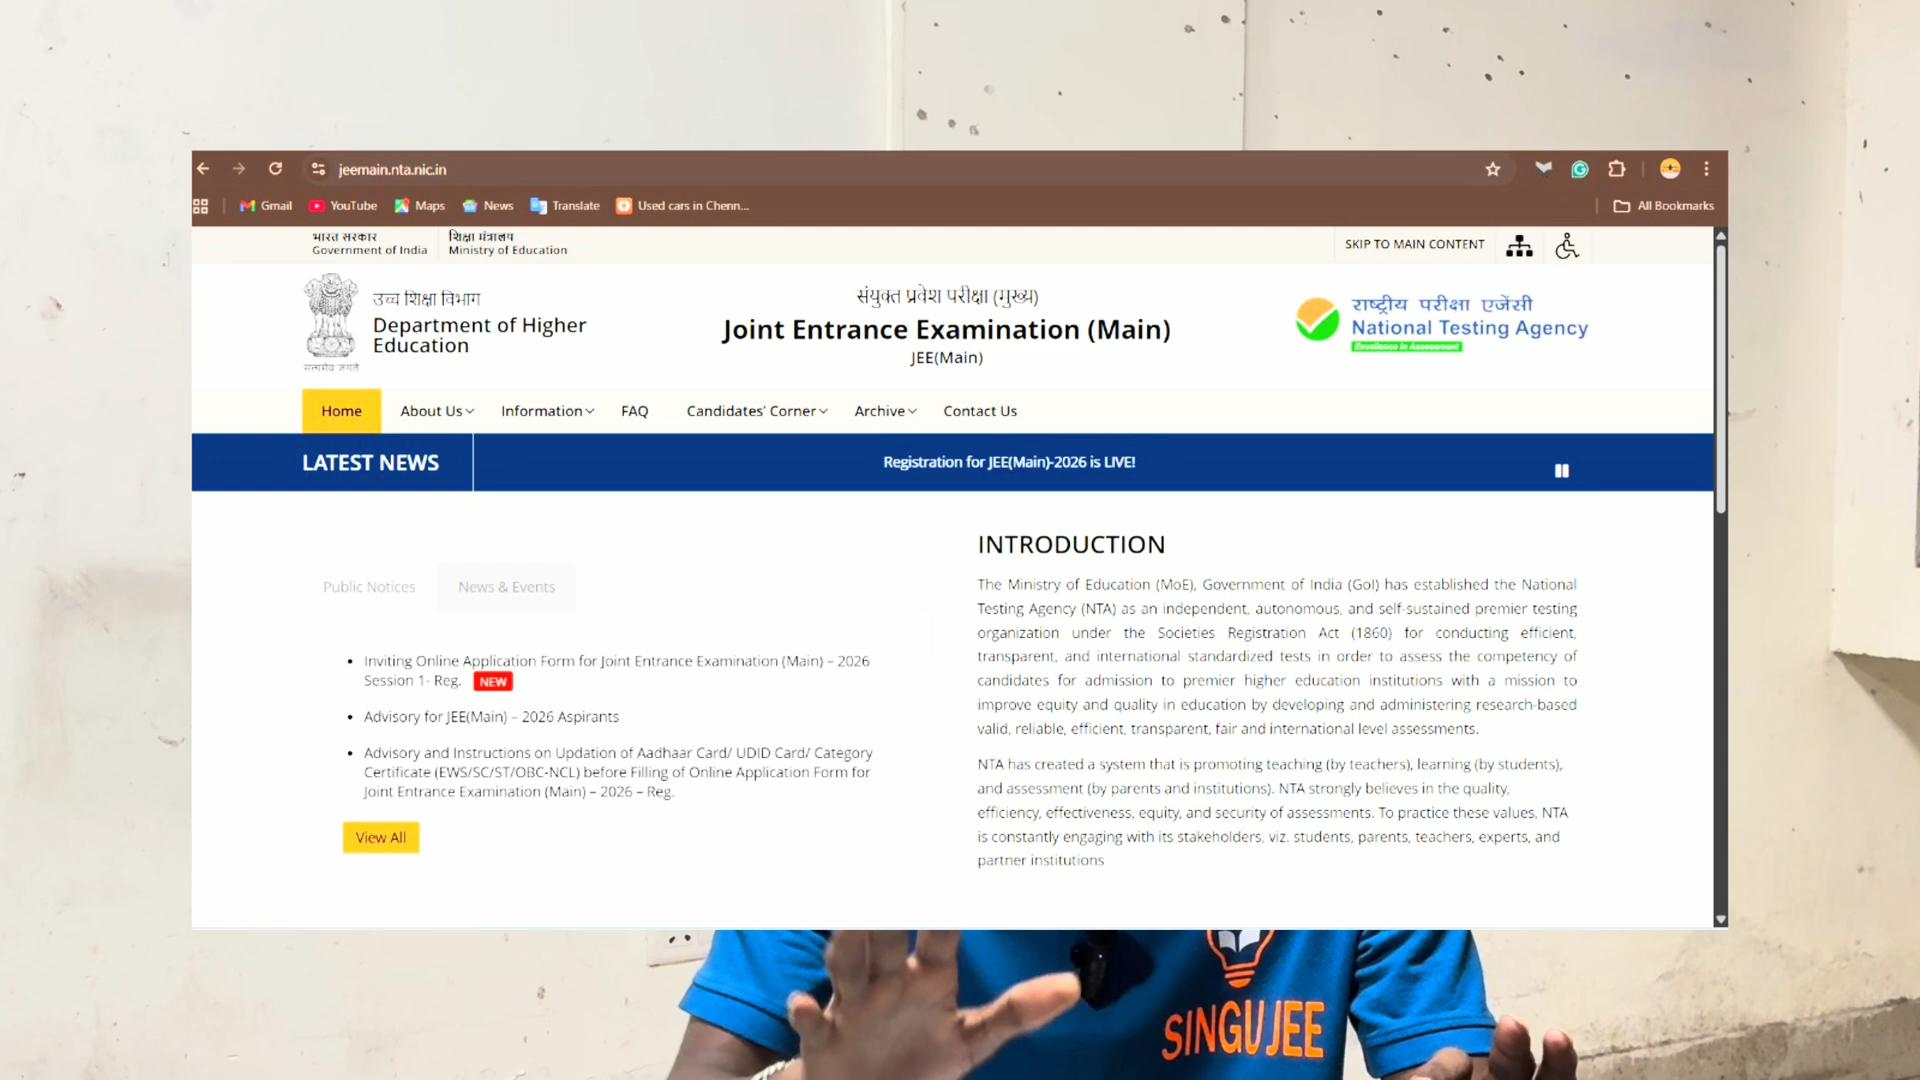 jeemain.nta.nic.in
Gmail
YouTube
Maps
News
Translate
Used cars in Chenn...
All Bookmarks
भारत सरकार
Government of India
शिक्षा मंत्रालय
Ministry of Education
SKIP TO MAIN CONTENT
सत्यमेव जयते
उच्च शिक्षा विभाग
Department of Higher
Education
संयुक्त प्रवेश परीक्षा (मुख्य)
Joint Entrance Examination (Main)
JEE(Main)
राष्ट्रीय परीक्षा एजेंसी
National Testing Agency
Excellence in Assessment
Home
About Us
Information
FAQ
Candidates' Corner
Archive
Contact Us
LATEST NEWS
Registration for JEE(Main)-2026 is LIVE!
Public Notices
News & Events
Inviting Online Application Form for Joint Entrance Examination (Main) – 2026
Session 1- Reg. NEW
Advisory for JEE(Main) – 2026 Aspirants
Advisory and Instructions on Updation of Aadhaar Card/ UDID Card/ Category
Certificate (EWS/SC/ST/OBC-NCL) before Filling of Online Application Form for
Joint Entrance Examination (Main) – 2026 – Reg.
View All
INTRODUCTION
The Ministry of Education (MoE), Government of India (GoI) has established the National
Testing Agency (NTA) as an independent, autonomous, and self-sustained premier testing
organization under the Societies Registration Act (1860) for conducting efficient,
transparent, and international standardized tests in order to assess the competency of
candidates for admission to premier higher education institutions with a mission to
improve equity and quality in education by developing and administering research-based
valid, reliable, efficient, transparent, fair and international level assessments.
NTA has created a system that is promoting teaching (by teachers), learning (by students),
and assessment (by parents and institutions). NTA strongly believes in the quality,
efficiency, effectiveness, equity, and security of assessments. To practice these values, NTA
is constantly engaging with its stakeholders, viz. students, parents, teachers, experts, and
partner institutions
SINGUJEE